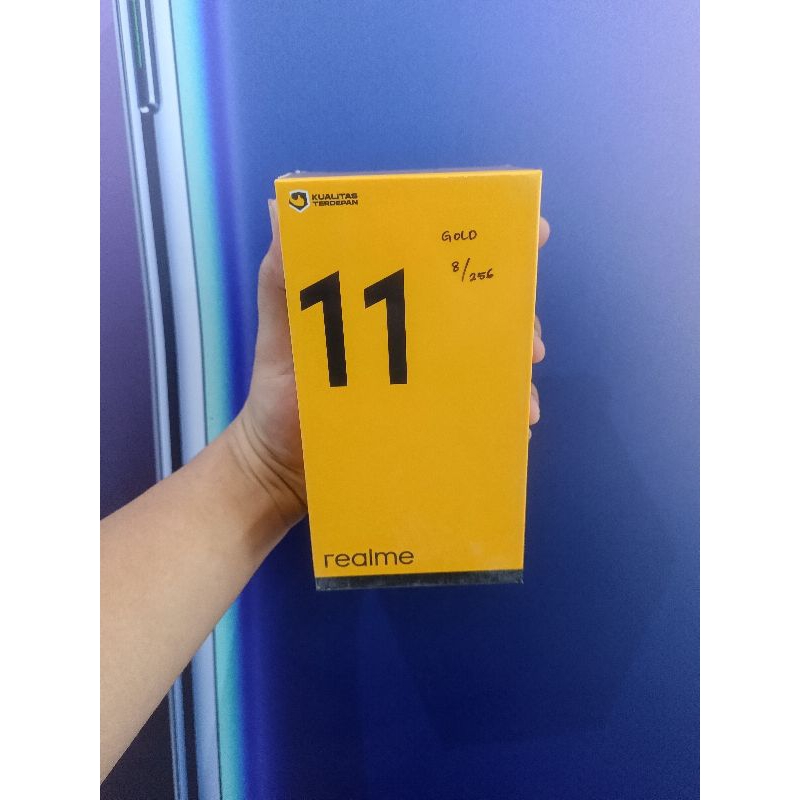 KUALITAS
TERDEPAN
GOLD
8/256
11
realme